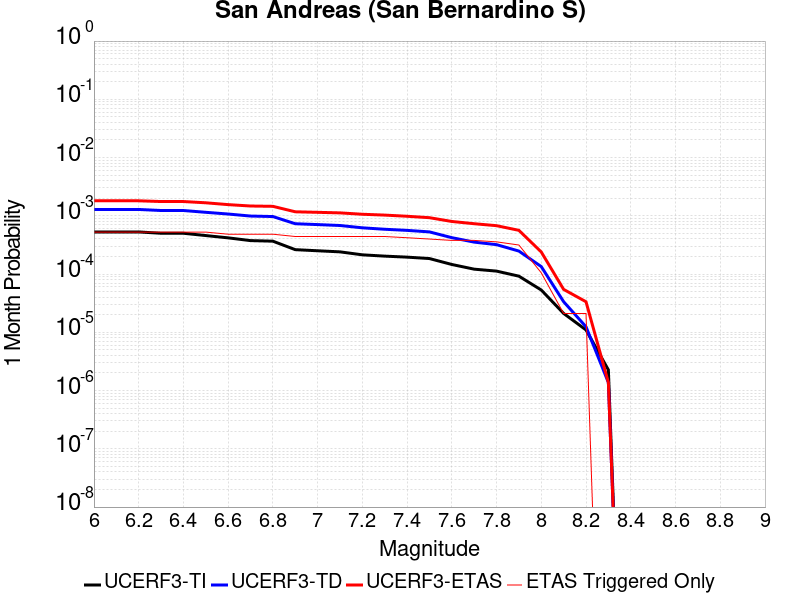 San Andreas (San Bernardino S)
10 0
10 -1
10 -2
10 -3
10 -4
10 -5
10 -6
10 -7
10 -8
1 Month Probability
6 6.2 6.4 6.6 6.8 7 7.2 7.4 7.6 7.8 8 8.2 8.4 8.6 8.8 9
Magnitude
UCERF3-TI UCERF3-TD UCERF3-ETAS ETAS Triggered Only